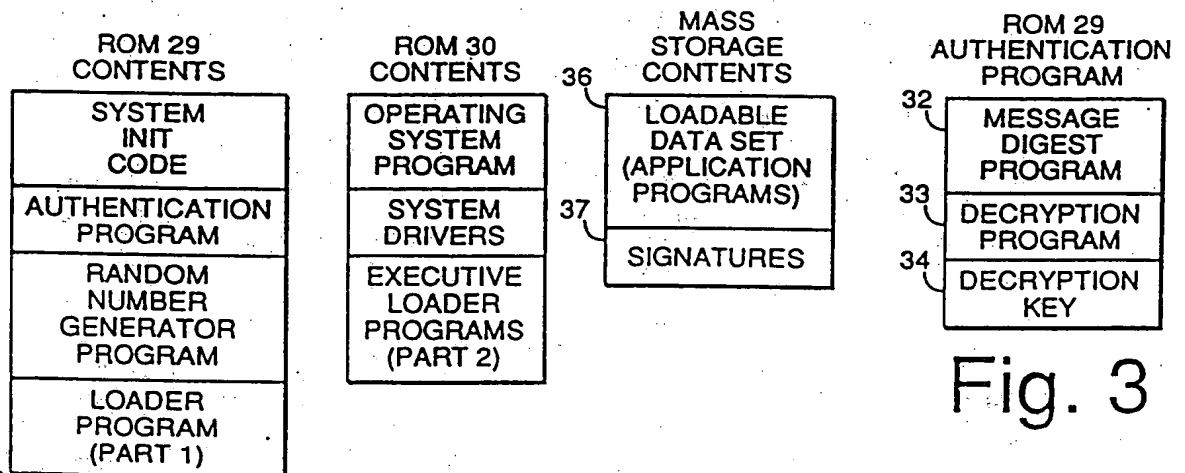 ROM 29
CONTENTS
SYSTEM
INIT
CODE
AUTHENTICATION
PROGRAM
RANDOM
NUMBER
GENERATOR
PROGRAM
LOADER
PROGRAM
(PART 1)
ROM 30
CONTENTS
OPERATING
SYSTEM
PROGRAM
SYSTEM
DRIVERS
EXECUTIVE
LOADER
PROGRAMS
(PART 2)
MASS
STORAGE
CONTENTS
36
LOADABLE
DATA SET
(APPLICATION
PROGRAMS)
37
SIGNATURES
ROM 29
AUTHENTICATION
PROGRAM
32
MESSAGE
DIGEST
PROGRAM
33
DECRYPTION
PROGRAM
34
DECRYPTION
KEY
Fig. 3